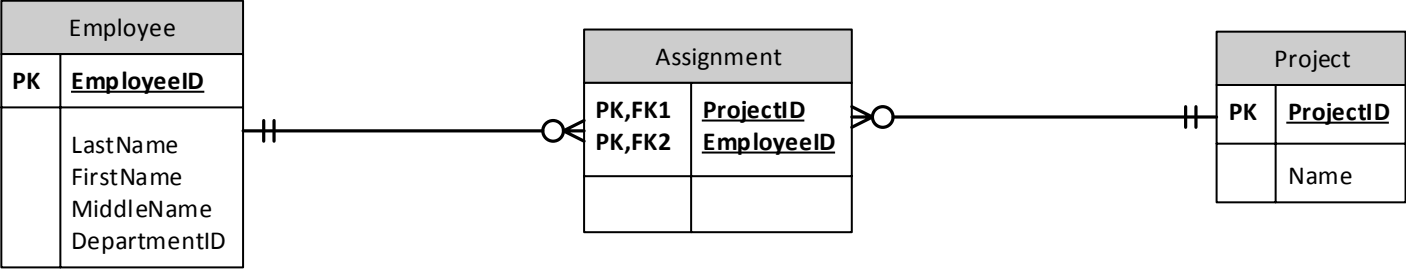 Employee
PK EmployeeID
LastName
FirstName
MiddleName
DepartmentID
Assignment
PK,FK1 ProjectID
PK,FK2 EmployeeID
Project
PK ProjectID
Name